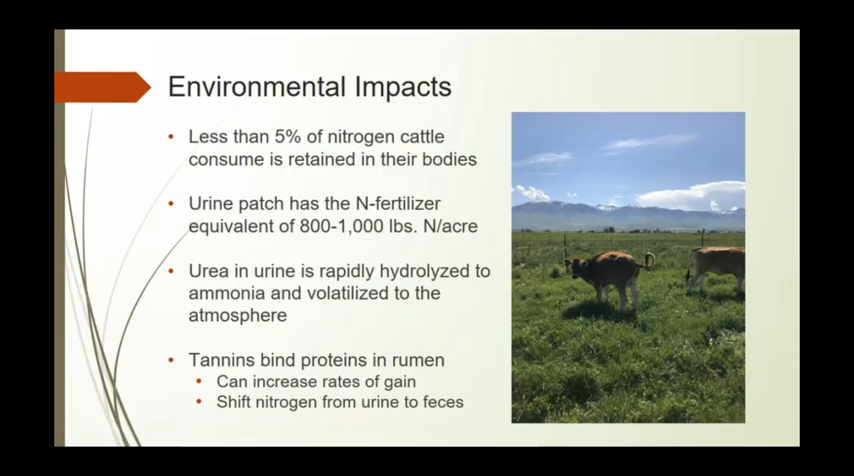 Environmental Impacts
• Less than 5% of nitrogen cattle
consume is retained in their bodies
• Urine patch has the N-fertilizer
equivalent of 800-1,000 lbs. N/acre
• Urea in urine is rapidly hydrolyzed to
ammonia and volatilized to the
atmosphere
• Tannins bind proteins in rumen
• Can increase rates of gain
• Shift nitrogen from urine to feces